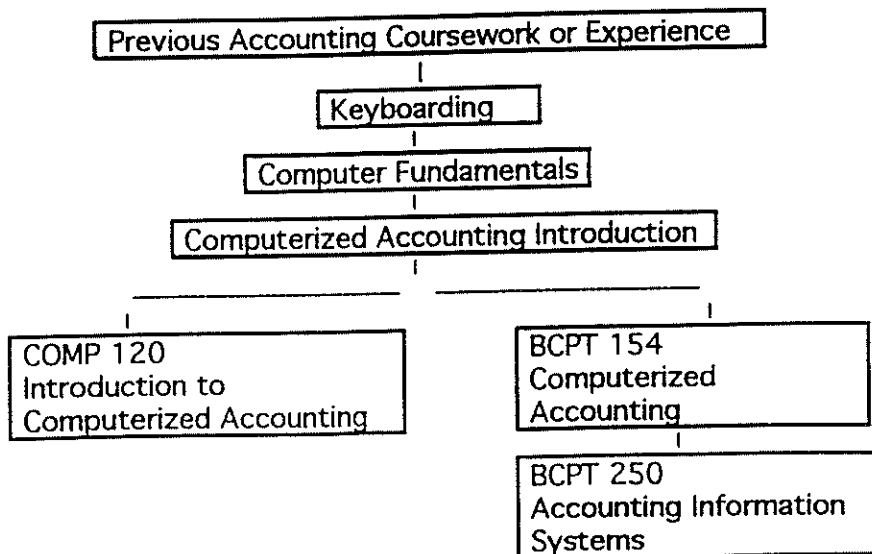 Previous Accounting Coursework or Experience
Keyboarding
Computer Fundamentals
Computerized Accounting Introduction
COMP 120
Introduction to
Computerized Accounting
BCPT 154
Computerized
Accounting
BCPT 250
Accounting Information
Systems